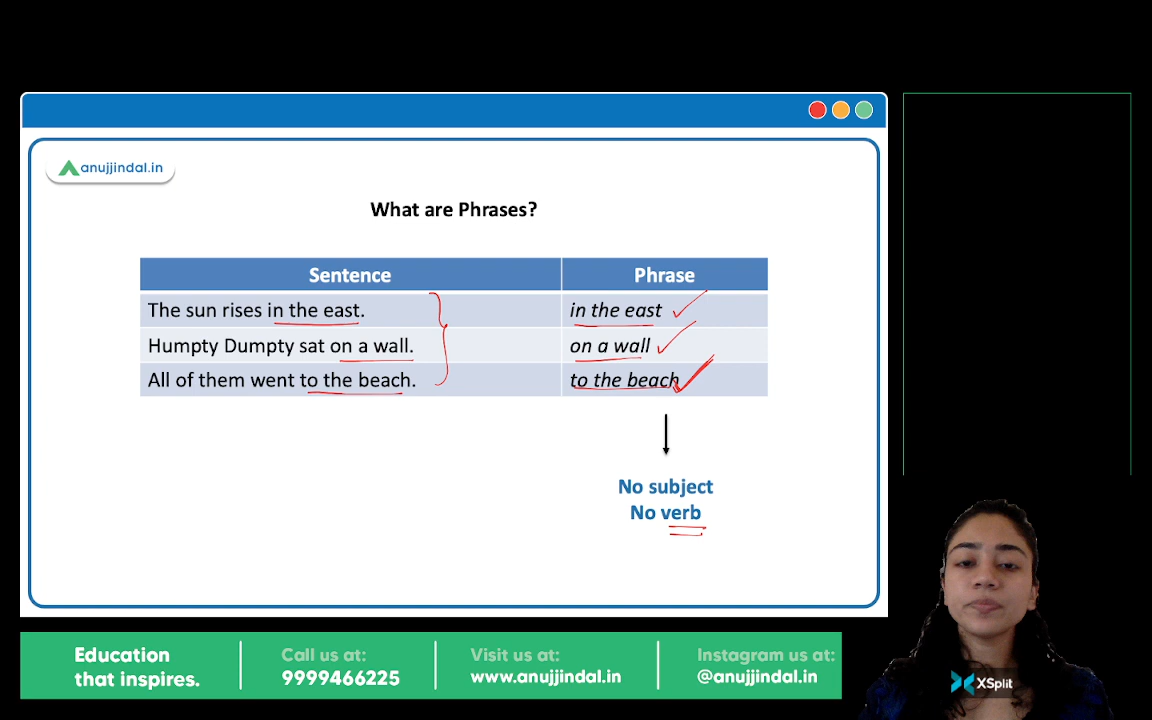 anujjindal.in
What are Phrases?
Sentence Phrase
The sun rises in the east. in the east
Humpty Dumpty sat on a wall. on a wall
All of them went to the beach. to the beach
No subject
No verb
Education
that inspires.
Call us at:
9999466225
Visit us at:
www.anujjindal.in
Instagram us at:
@anujjindal.in
XSplit